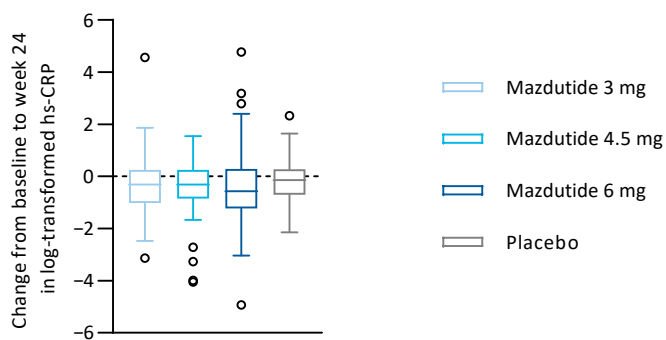 Change from baseline to week 24
in log-transformed hs-CRP
6
4
2
0
−2
−4
−6
Mazdutide 3 mg
Mazdutide 4.5 mg
Mazdutide 6 mg
Placebo